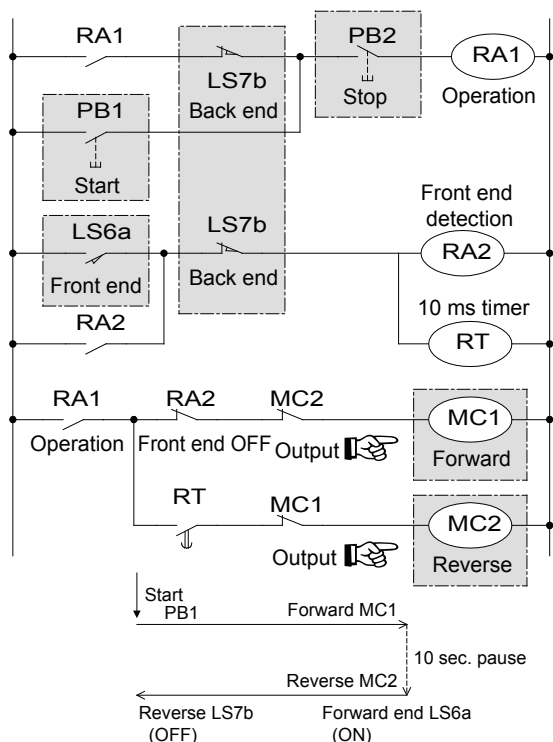 RA1
PB2
RA1
LS7b
Back end
Stop
Operation
PB1
Start
Front end
detection
LS6a
LS7b
RA2
Front end
Back end
RA2
10 ms timer
RT
RA1
RA2
MC2
MC1
Operation
Front end OFF
Output
Forward
RT
MC1
MC2
Output
Reverse
Start
PB1
Forward MC1
10 sec. pause
Reverse MC2
Reverse LS7b
(OFF)
Forward end LS6a
(ON)